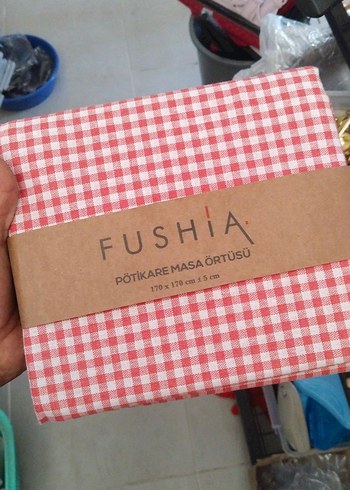 FUSHiA
PÖTİKARE MASA ÖRTÜSÜ
170 x 170 cm ± 5 cm